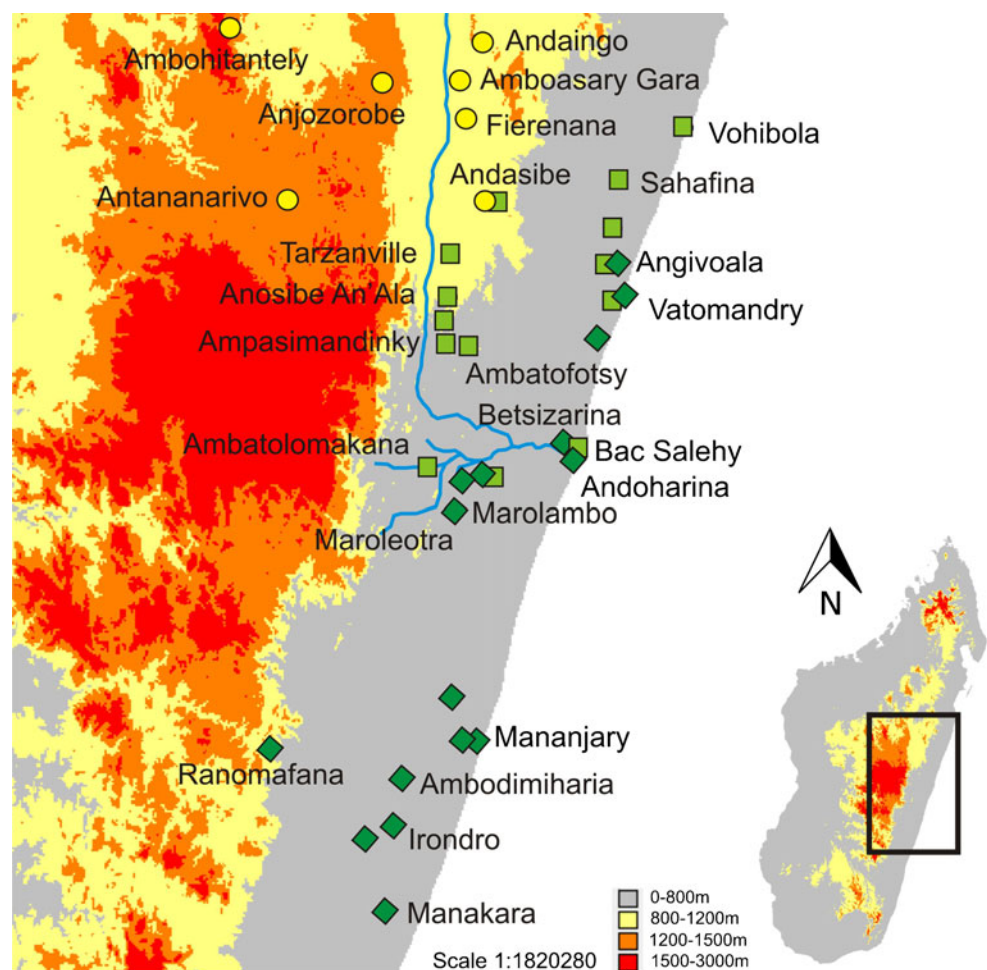 Ambohitantely
Andaingo
Amboasary Gara
Anjozorobe
Fierenana
Vohibola
Andasibe
Sahafina
Antananarivo
Tarzanville
Angivoala
Anosibe An'Ala
Vatomandry
Ampasimandinky
Ambatofotsy
Betsizarina
Ambatolomakana
Bac Salehy
Andoharina
Marolambo
Maroleotra
N
Mananjary
Ranomafana
Ambodimiharia
Irondro
Manakara
0-800m
800-1200m
1200-1500m
1500-3000m
Scale 1:1820280